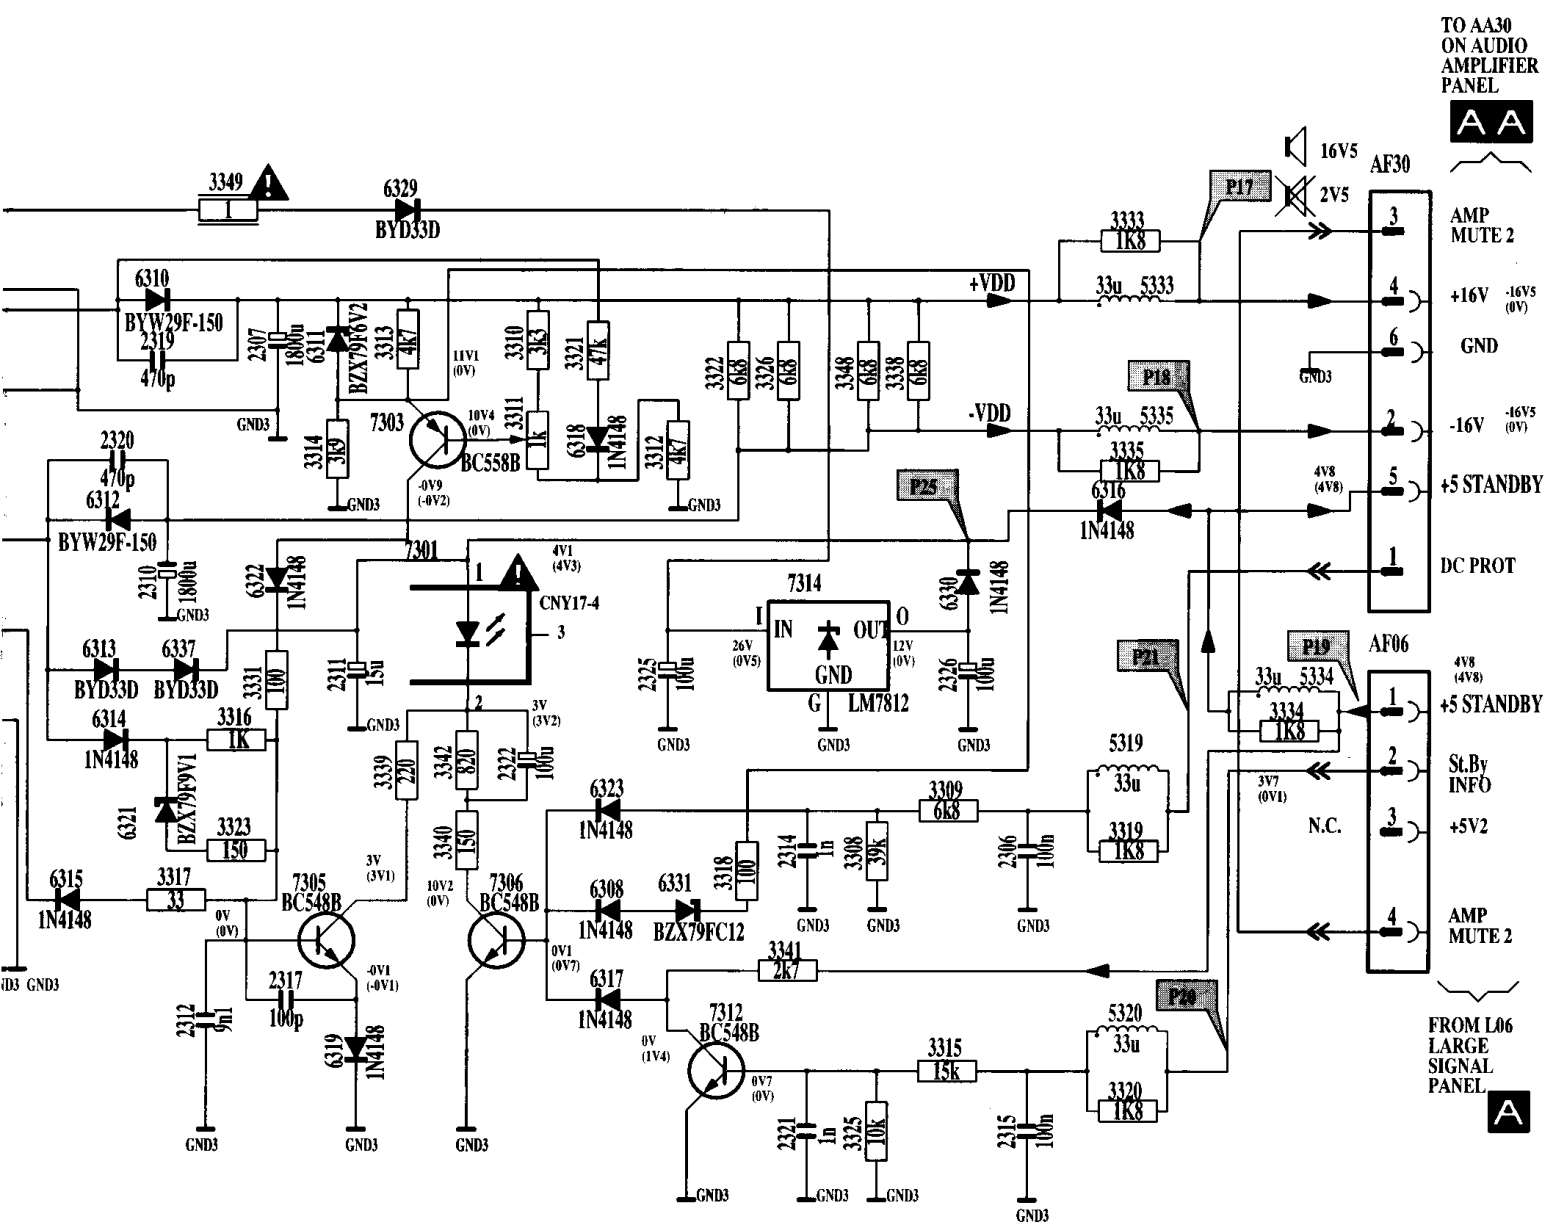 TO AA30
ON AUDIO
AMPLIFIER
PANEL
A A
16V5
AF30
3349
!
6329
P17
2V5
1
3
AMP
MUTE 2
BYD33D
3333
1K8
6310
+VDD
33u 5333
4
+16V
-16V5
(0V)
BYW29F-150
2319
470p
2307
1800u
6311
BZX79F6V2
3313
4k7
11V1
(0V)
3310
3k3
3321
47k
3322
6k8
3326
6k8
3348
6k8
3338
6k8
6
GND
GND3
P18
GND3
7303
10V4
(0V)
3311
1k
-VDD
33u 5335
2
-16V
-16V5
(0V)
2320
470p
3314
3k9
BC558B
6318
1N4148
3312
4k7
3335
1K8
6312
-0V9
(-0V2)
P25
6316
4V8
(4V8)
5
+5 STANDBY
GND3
GND3
BYW29F-150
1N4148
7301
4V1
(4V3)
2310
1800u
6322
1N4148
1
!
7314
6330
1N4148
1
DC PROT
GND3
CNY17-4
3
I
IN
OUT
O
26V
(0V5)
12V
(0V)
GND
G
LM7812
6313
6337
BYD33D
BYD33D
3331
100
2311
15u
2325
100u
2326
100u
P21
P19
AF06
4V8
(4V8)
33u 5334
1
+5 STANDBY
3334
1K8
GND3
2
3V
(3V2)
GND3
GND3
GND3
6314
1N4148
3316
1K
3339
220
3342
820
2322
100u
5319
33u
2
St.By
INFO
3V7
(0V1)
6321
BZX79F9V1
3323
150
3340
150
6323
1N4148
3309
6k8
N.C.
3
+5V2
2314
1n
3308
39k
2306
100n
3319
1K8
3318
100
6315
1N4148
3317
33
7305
BC548B
3V
(3V1)
10V2
(0V)
7306
BC548B
6308
1N4148
6331
BZX79FC12
GND3
GND3
GND3
0V
(0V)
4
AMP
MUTE 2
0V1
(0V7)
3341
2k7
GND3
-0V1
(-0V1)
2317
100p
6317
1N4148
P20
2312
9n1
6319
1N4148
7312
BC548B
0V
(1V4)
5320
33u
FROM L06
LARGE
SIGNAL
PANEL
A
3315
15k
0V7
(0V)
3320
1K8
2321
1n
3325
10k
2315
100n
GND3
GND3
GND3
GND3
GND3
GND3
GND3